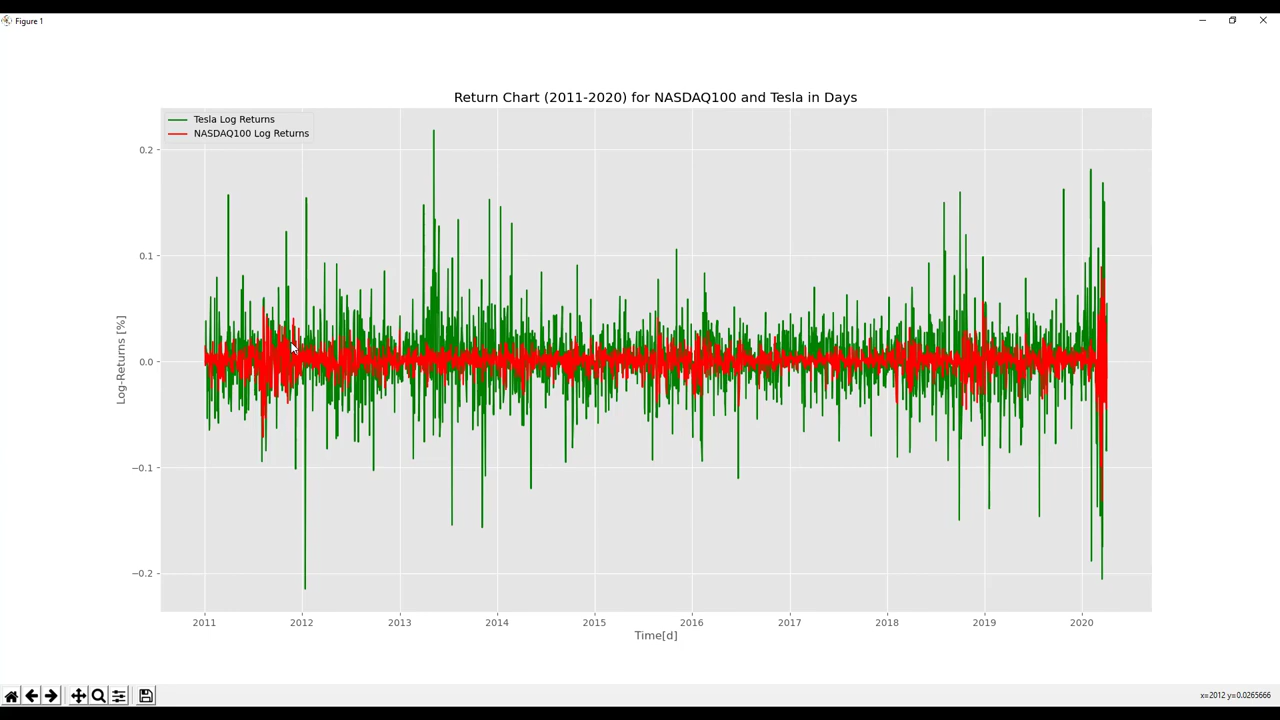 Figure 1
Return Chart (2011-2020) for NASDAQ100 and Tesla in Days
Tesla Log Returns
NASDAQ100 Log Returns
0.2
0.1
0.0
−0.1
−0.2
Log-Returns [%]
2011 2012 2013 2014 2015 2016 2017 2018 2019 2020
Time[d]
x=2012 y=0.0265666